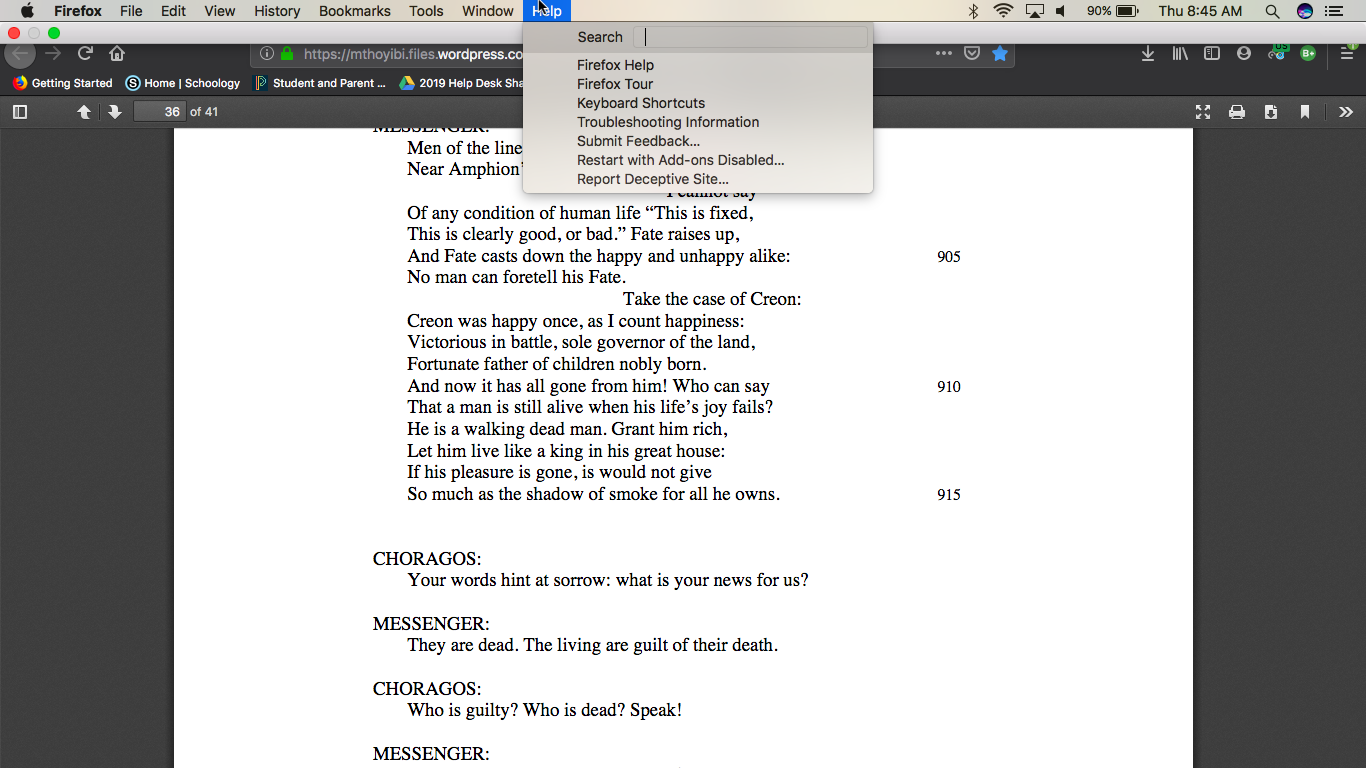 Firefox File Edit View History Bookmarks Tools Window Help 90% Thu 8:45 AM
Search
https://mthoyibi.files.wordpress.co
Firefox Help
Getting Started Home | Schoology Student and Parent ... 2019 Help Desk Sha
Firefox Tour
Keyboard Shortcuts
36 of 41
Troubleshooting Information
Submit Feedback...
Restart with Add-ons Disabled...
Report Deceptive Site...
MESSENGER:
Men of the line
Near Amphion'
I cannot say
Of any condition of human life “This is fixed,
This is clearly good, or bad.” Fate raises up,
And Fate casts down the happy and unhappy alike: 905
No man can foretell his Fate.
Take the case of Creon:
Creon was happy once, as I count happiness:
Victorious in battle, sole governor of the land,
Fortunate father of children nobly born.
And now it has all gone from him! Who can say 910
That a man is still alive when his life’s joy fails?
He is a walking dead man. Grant him rich,
Let him live like a king in his great house:
If his pleasure is gone, is would not give
So much as the shadow of smoke for all he owns. 915
CHORAGOS:
Your words hint at sorrow: what is your news for us?
MESSENGER:
They are dead. The living are guilt of their death.
CHORAGOS:
Who is guilty? Who is dead? Speak!
MESSENGER: